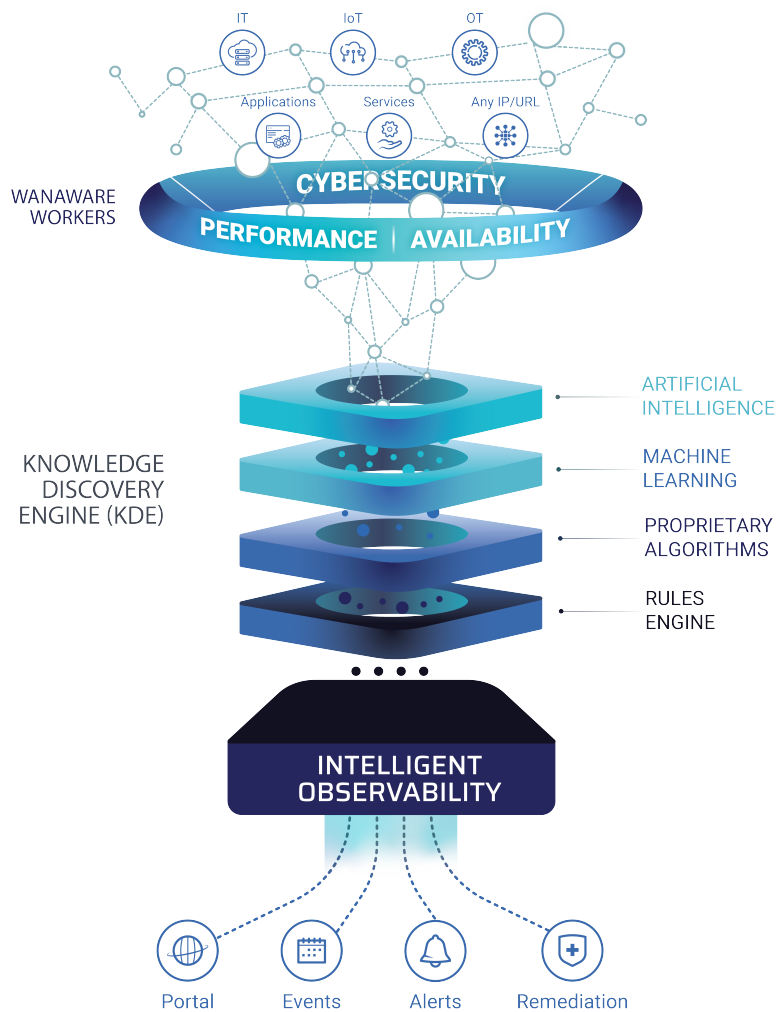 IT
IoT
OT
Applications
Services
Any IP/URL
WANAWARE
WORKERS
CYBERSECURITY
PERFORMANCE | AVAILABILITY
KNOWLEDGE
DISCOVERY
ENGINE (KDE)
ARTIFICIAL
INTELLIGENCE
MACHINE
LEARNING
PROPRIETARY
ALGORITHMS
RULES
ENGINE
INTELLIGENT
OBSERVABILITY
Portal
Events
Alerts
Remediation